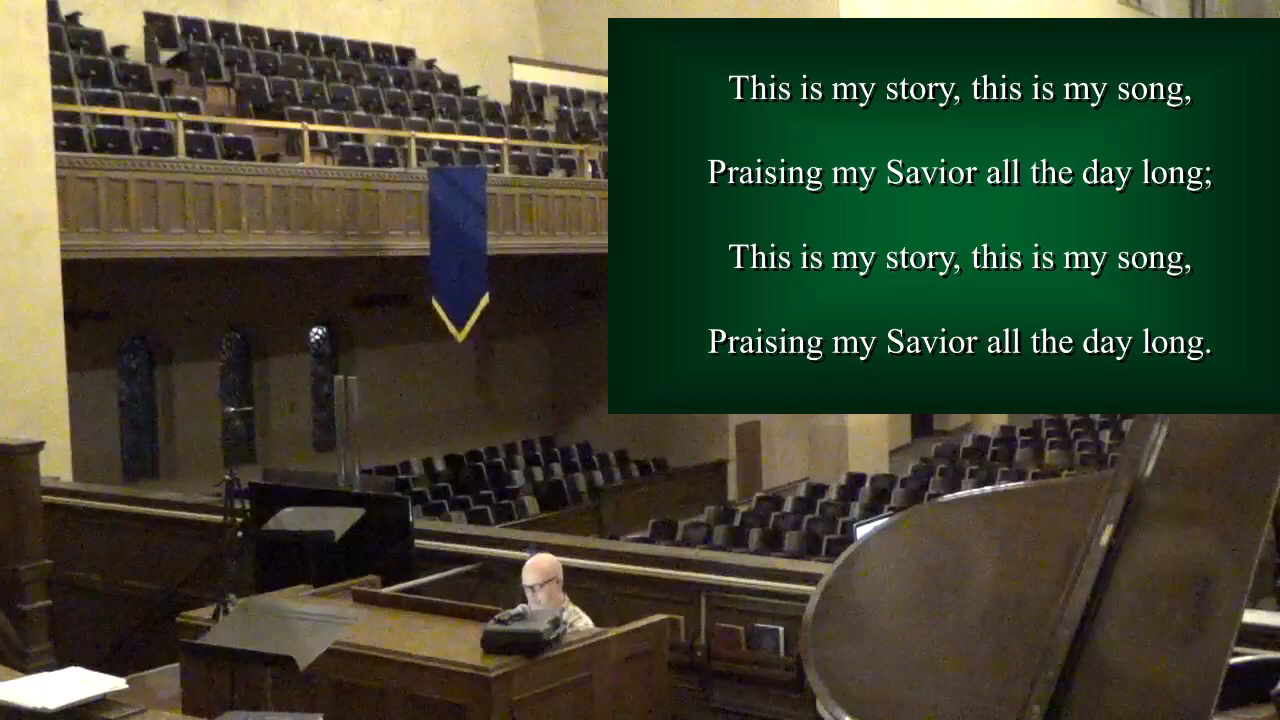 This is my story, this is my song,
Praising my Savior all the day long;
This is my story, this is my song,
Praising my Savior all the day long.